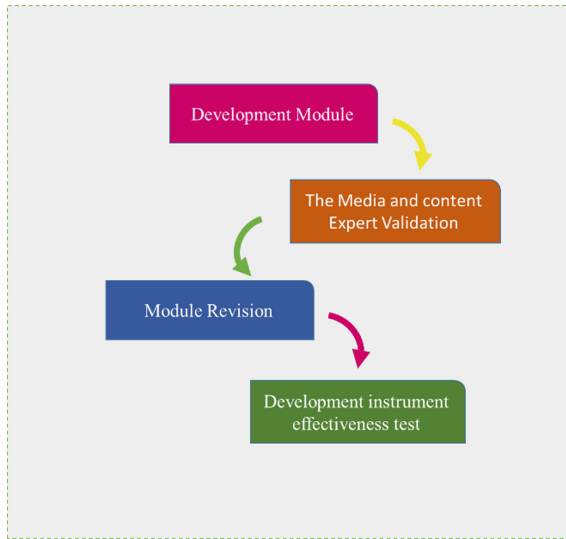 Development Module
The Media and content
Expert Validation
Module Revision
Development instrument
effectiveness test